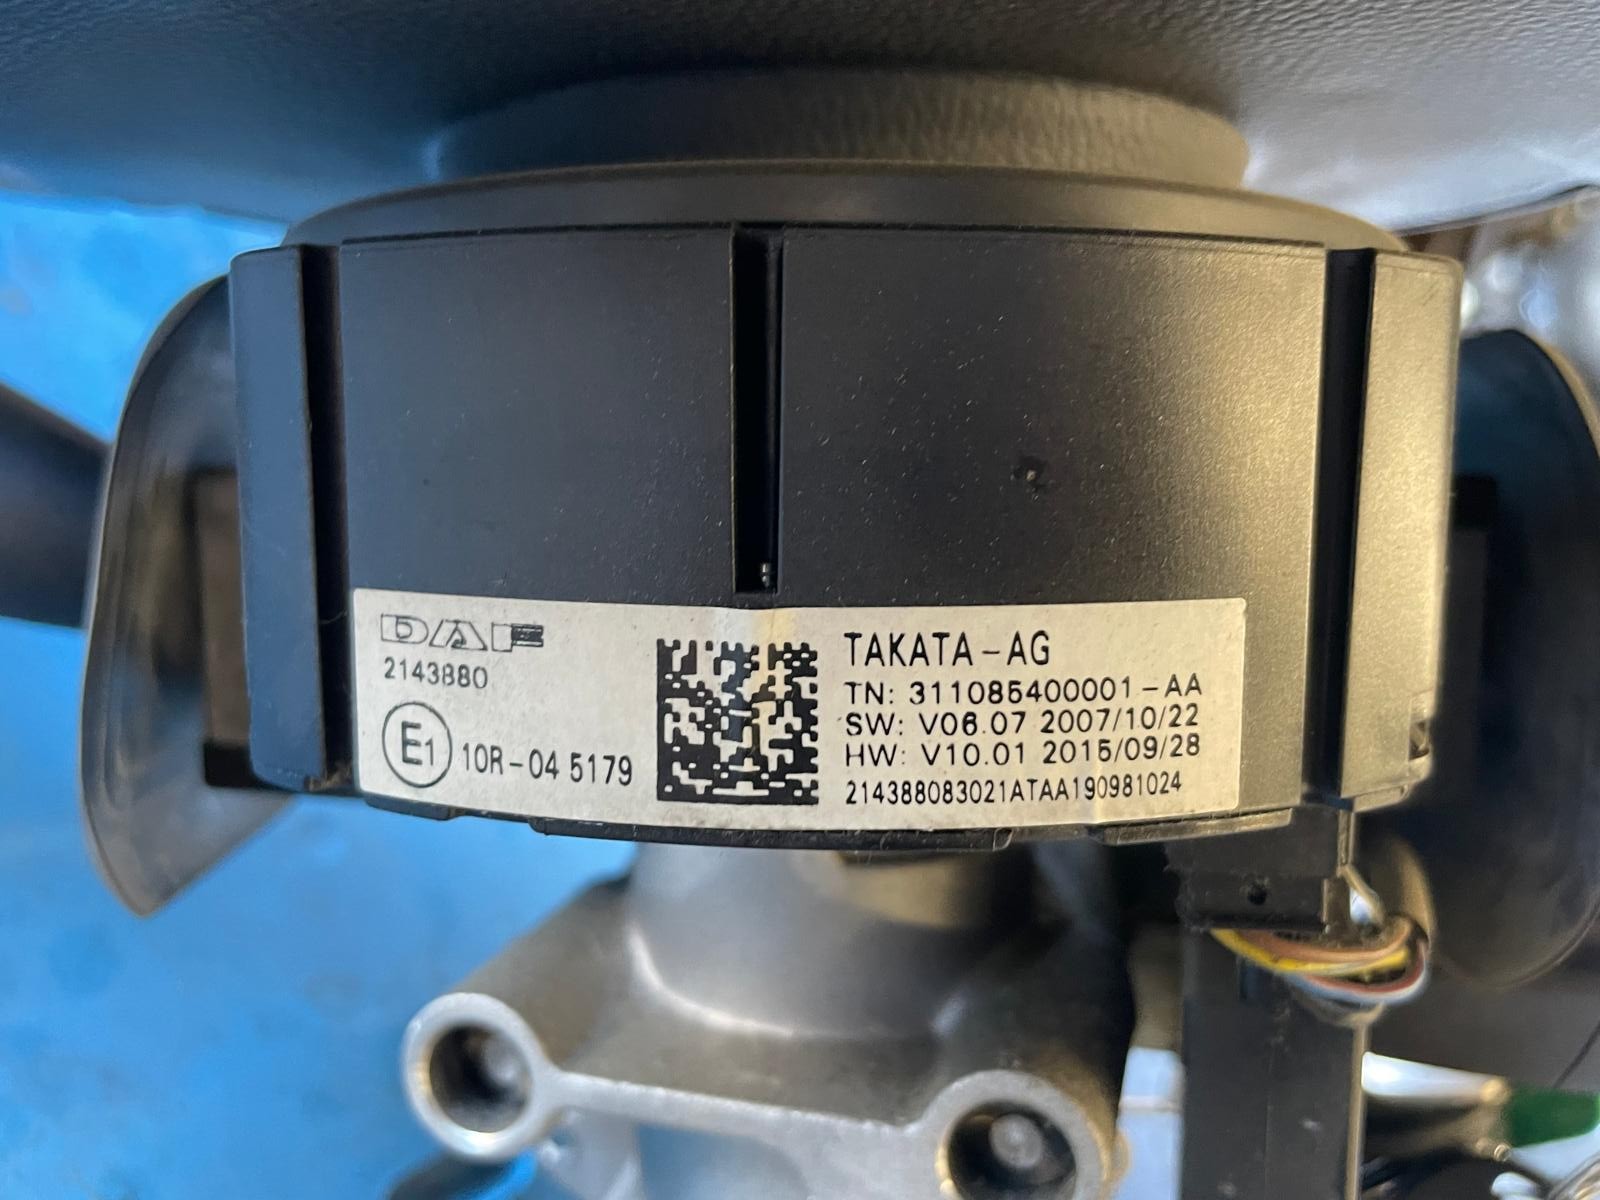 DAF
2143880
E1 10R-04 5179
TAKATA-AG
TN: 311085400001-AA
SW: V06.07 2007/10/22
HW: V10.01 2015/09/28
214388083021ATAA190981024